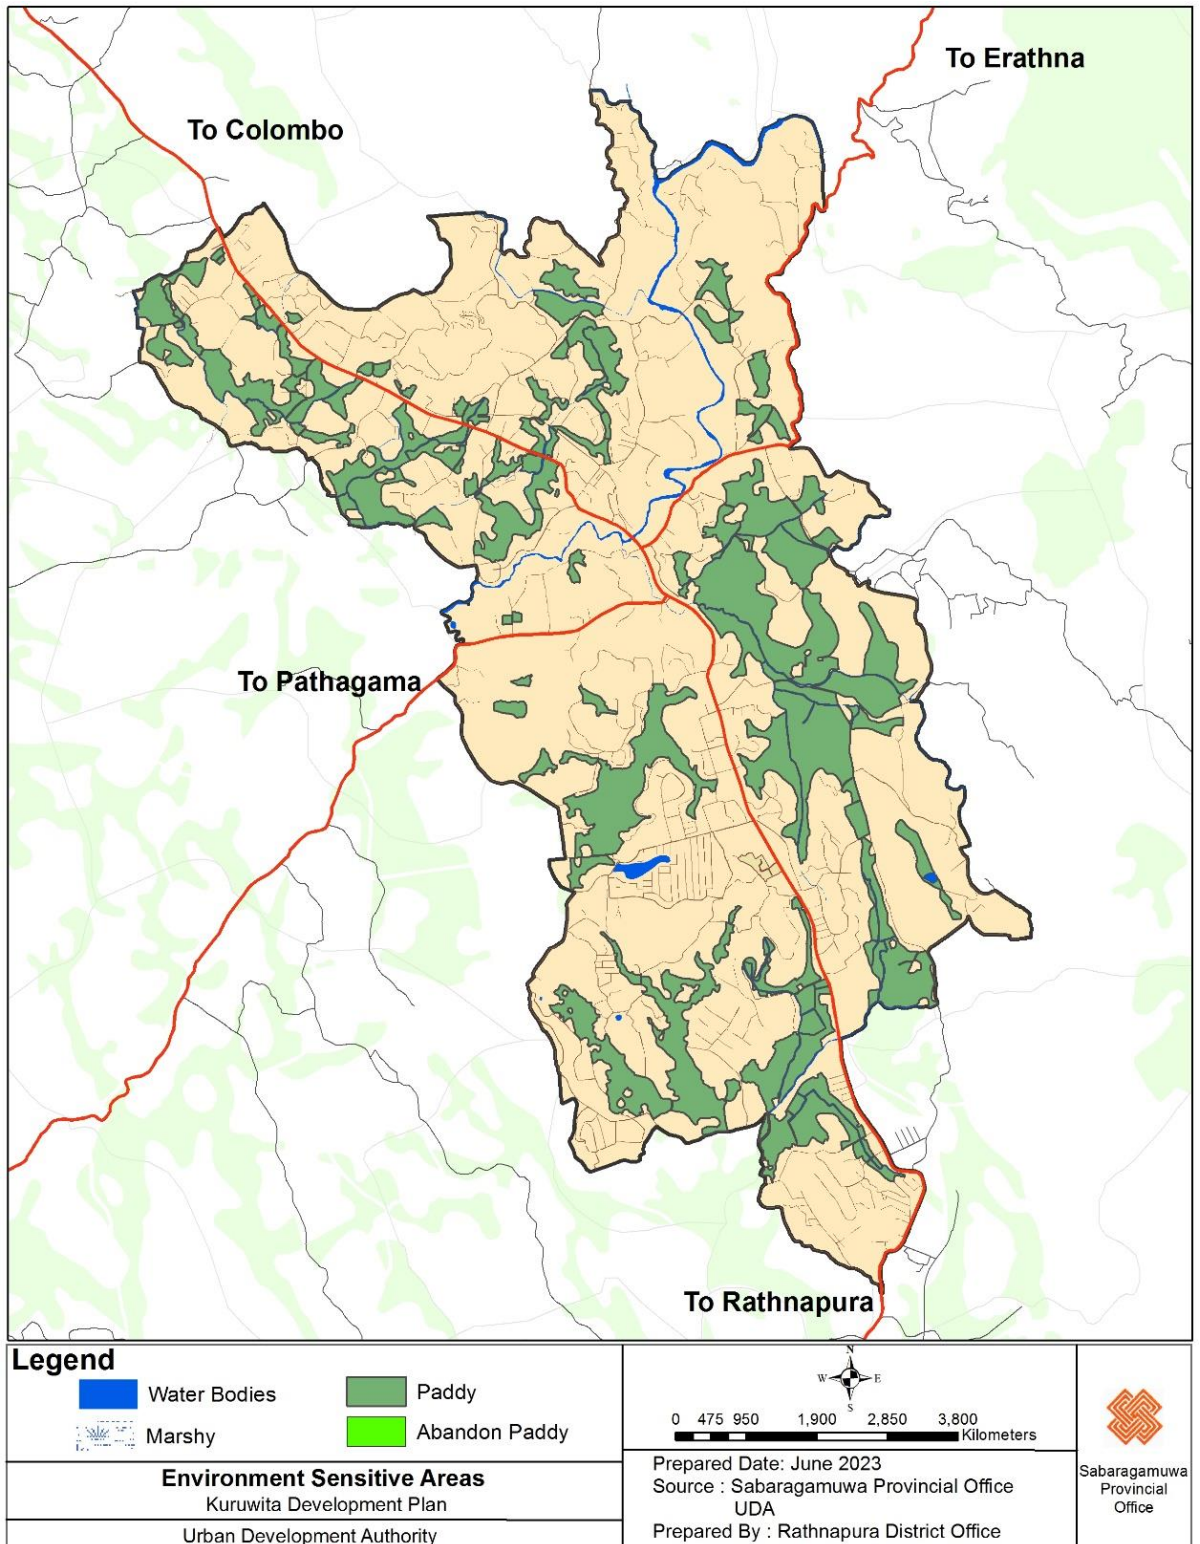 To Erathna
To Colombo
To Pathagama
To Rathnapura
Legend
Water Bodies
Paddy
Marshy
Abandon Paddy
Environment Sensitive Areas
Kuruwita Development Plan
Urban Development Authority
N
W E
S
0 475 950 1,900 2,850 3,800
Kilometers
Prepared Date: June 2023
Source : Sabaragamuwa Provincial Office
UDA
Prepared By : Rathnapura District Office
Sabaragamuwa
Provincial
Office